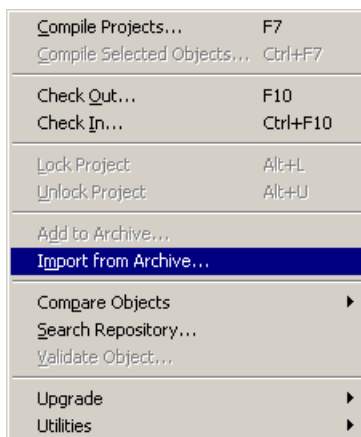 Compile Projects... F7
Compile Selected Objects... Ctrl+F7
Check Out... F10
Check In... Ctrl+F10
Lock Project Alt+L
Unlock Project Alt+U
Add to Archive...
Import from Archive...
Compare Objects
Search Repository...
Validate Object...
Upgrade
Utilities